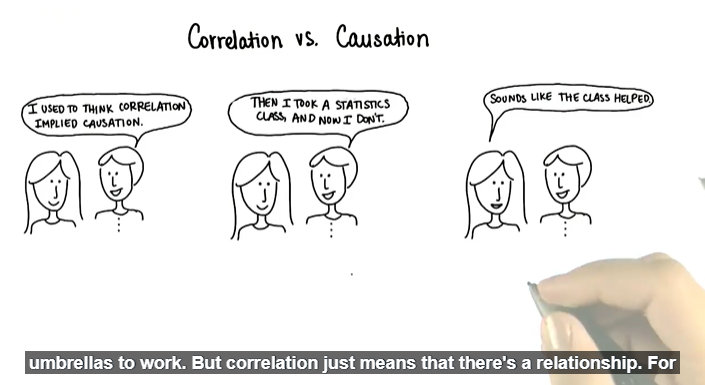 Correlation vs. Causation
I USED TO THINK CORRELATION
IMPLIED CAUSATION.
THEN I TOOK A STATISTICS
CLASS, AND NOW I DON'T.
SOUNDS LIKE THE CLASS HELPED.
umbrellas to work. But correlation just means that there's a relationship. For